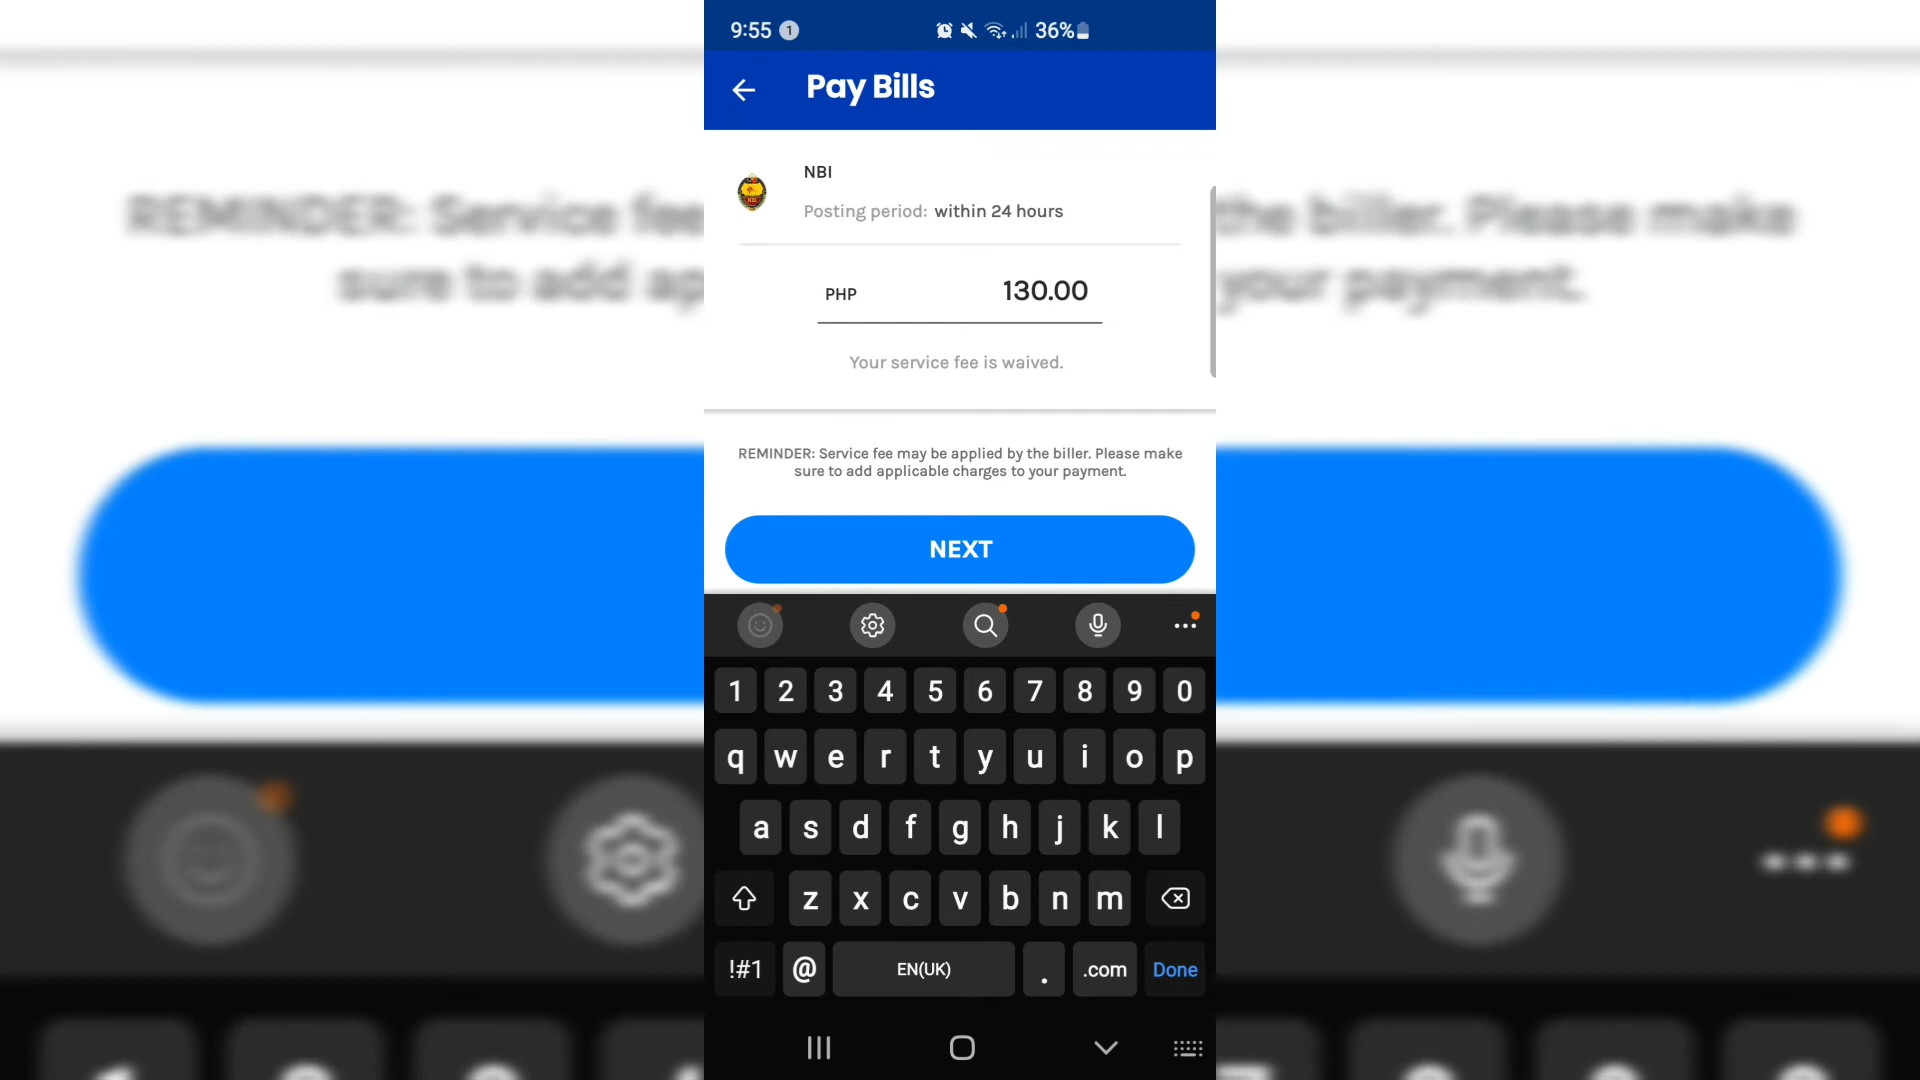 9:55 1 36%
Pay Bills
NBI
Posting period: within 24 hours
PHP 130.00
Your service fee is waived.
REMINDER: Service fee may be applied by the biller. Please make
sure to add applicable charges to your payment.
NEXT
1 2 3 4 5 6 7 8 9 0
q w e r t y u i o p
a s d f g h j k l
z x c v b n m
!#1 @ EN(UK) . .com Done
REMINDER: Service fee
the biller. Please make
sure to add ap
your payment.